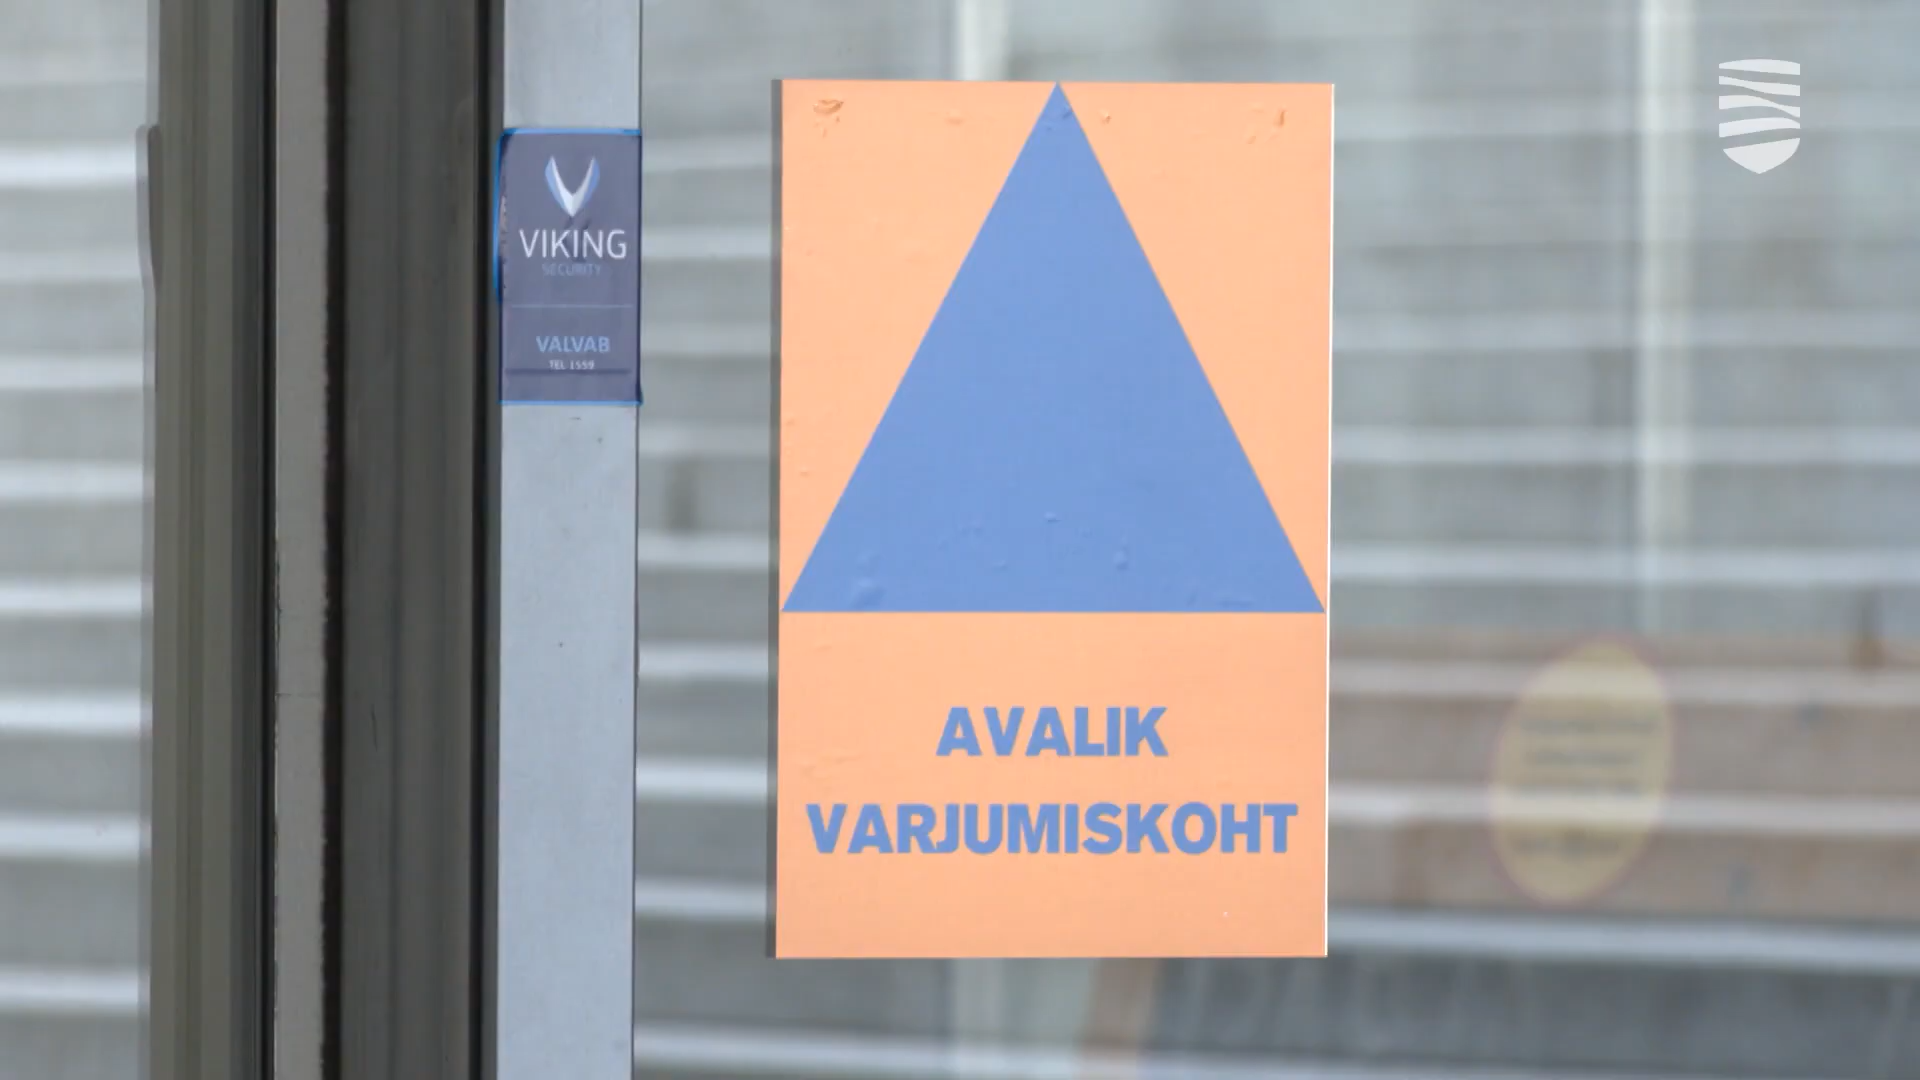 VIKING
SECURITY
VALVAB
TEL 1559
AVALIK
VARJUMISKOHT